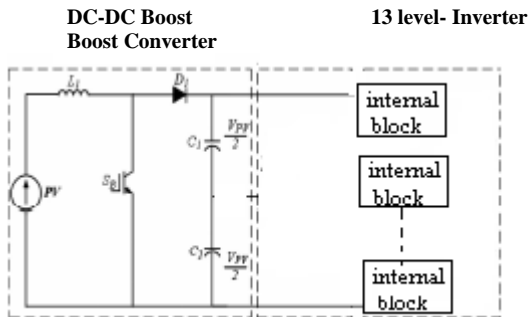 DC-DC Boost
Boost Converter
13 level- Inverter
L1
D1
internal
block
C1
VPV
2
internal
block
PV
SB
C2
VPV
2
internal
block